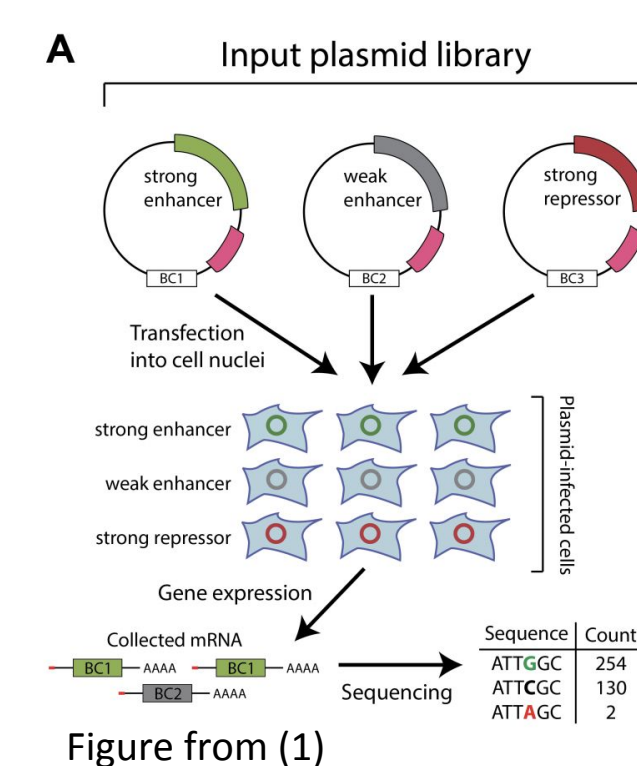 A
Input plasmid library
strong
enhancer
weak
enhancer
strong
repressor
BC1
BC2
BC3
Transfection
into cell nuclei
strong enhancer
weak enhancer
strong repressor
Plasmid-infected cells
Gene expression
Collected mRNA
BC1 AAAA BC1 AAAA
BC2 AAAA
Sequencing
Sequence Count
ATTGGC 254
ATTCGC 130
ATTAGC 2
Figure from (1)